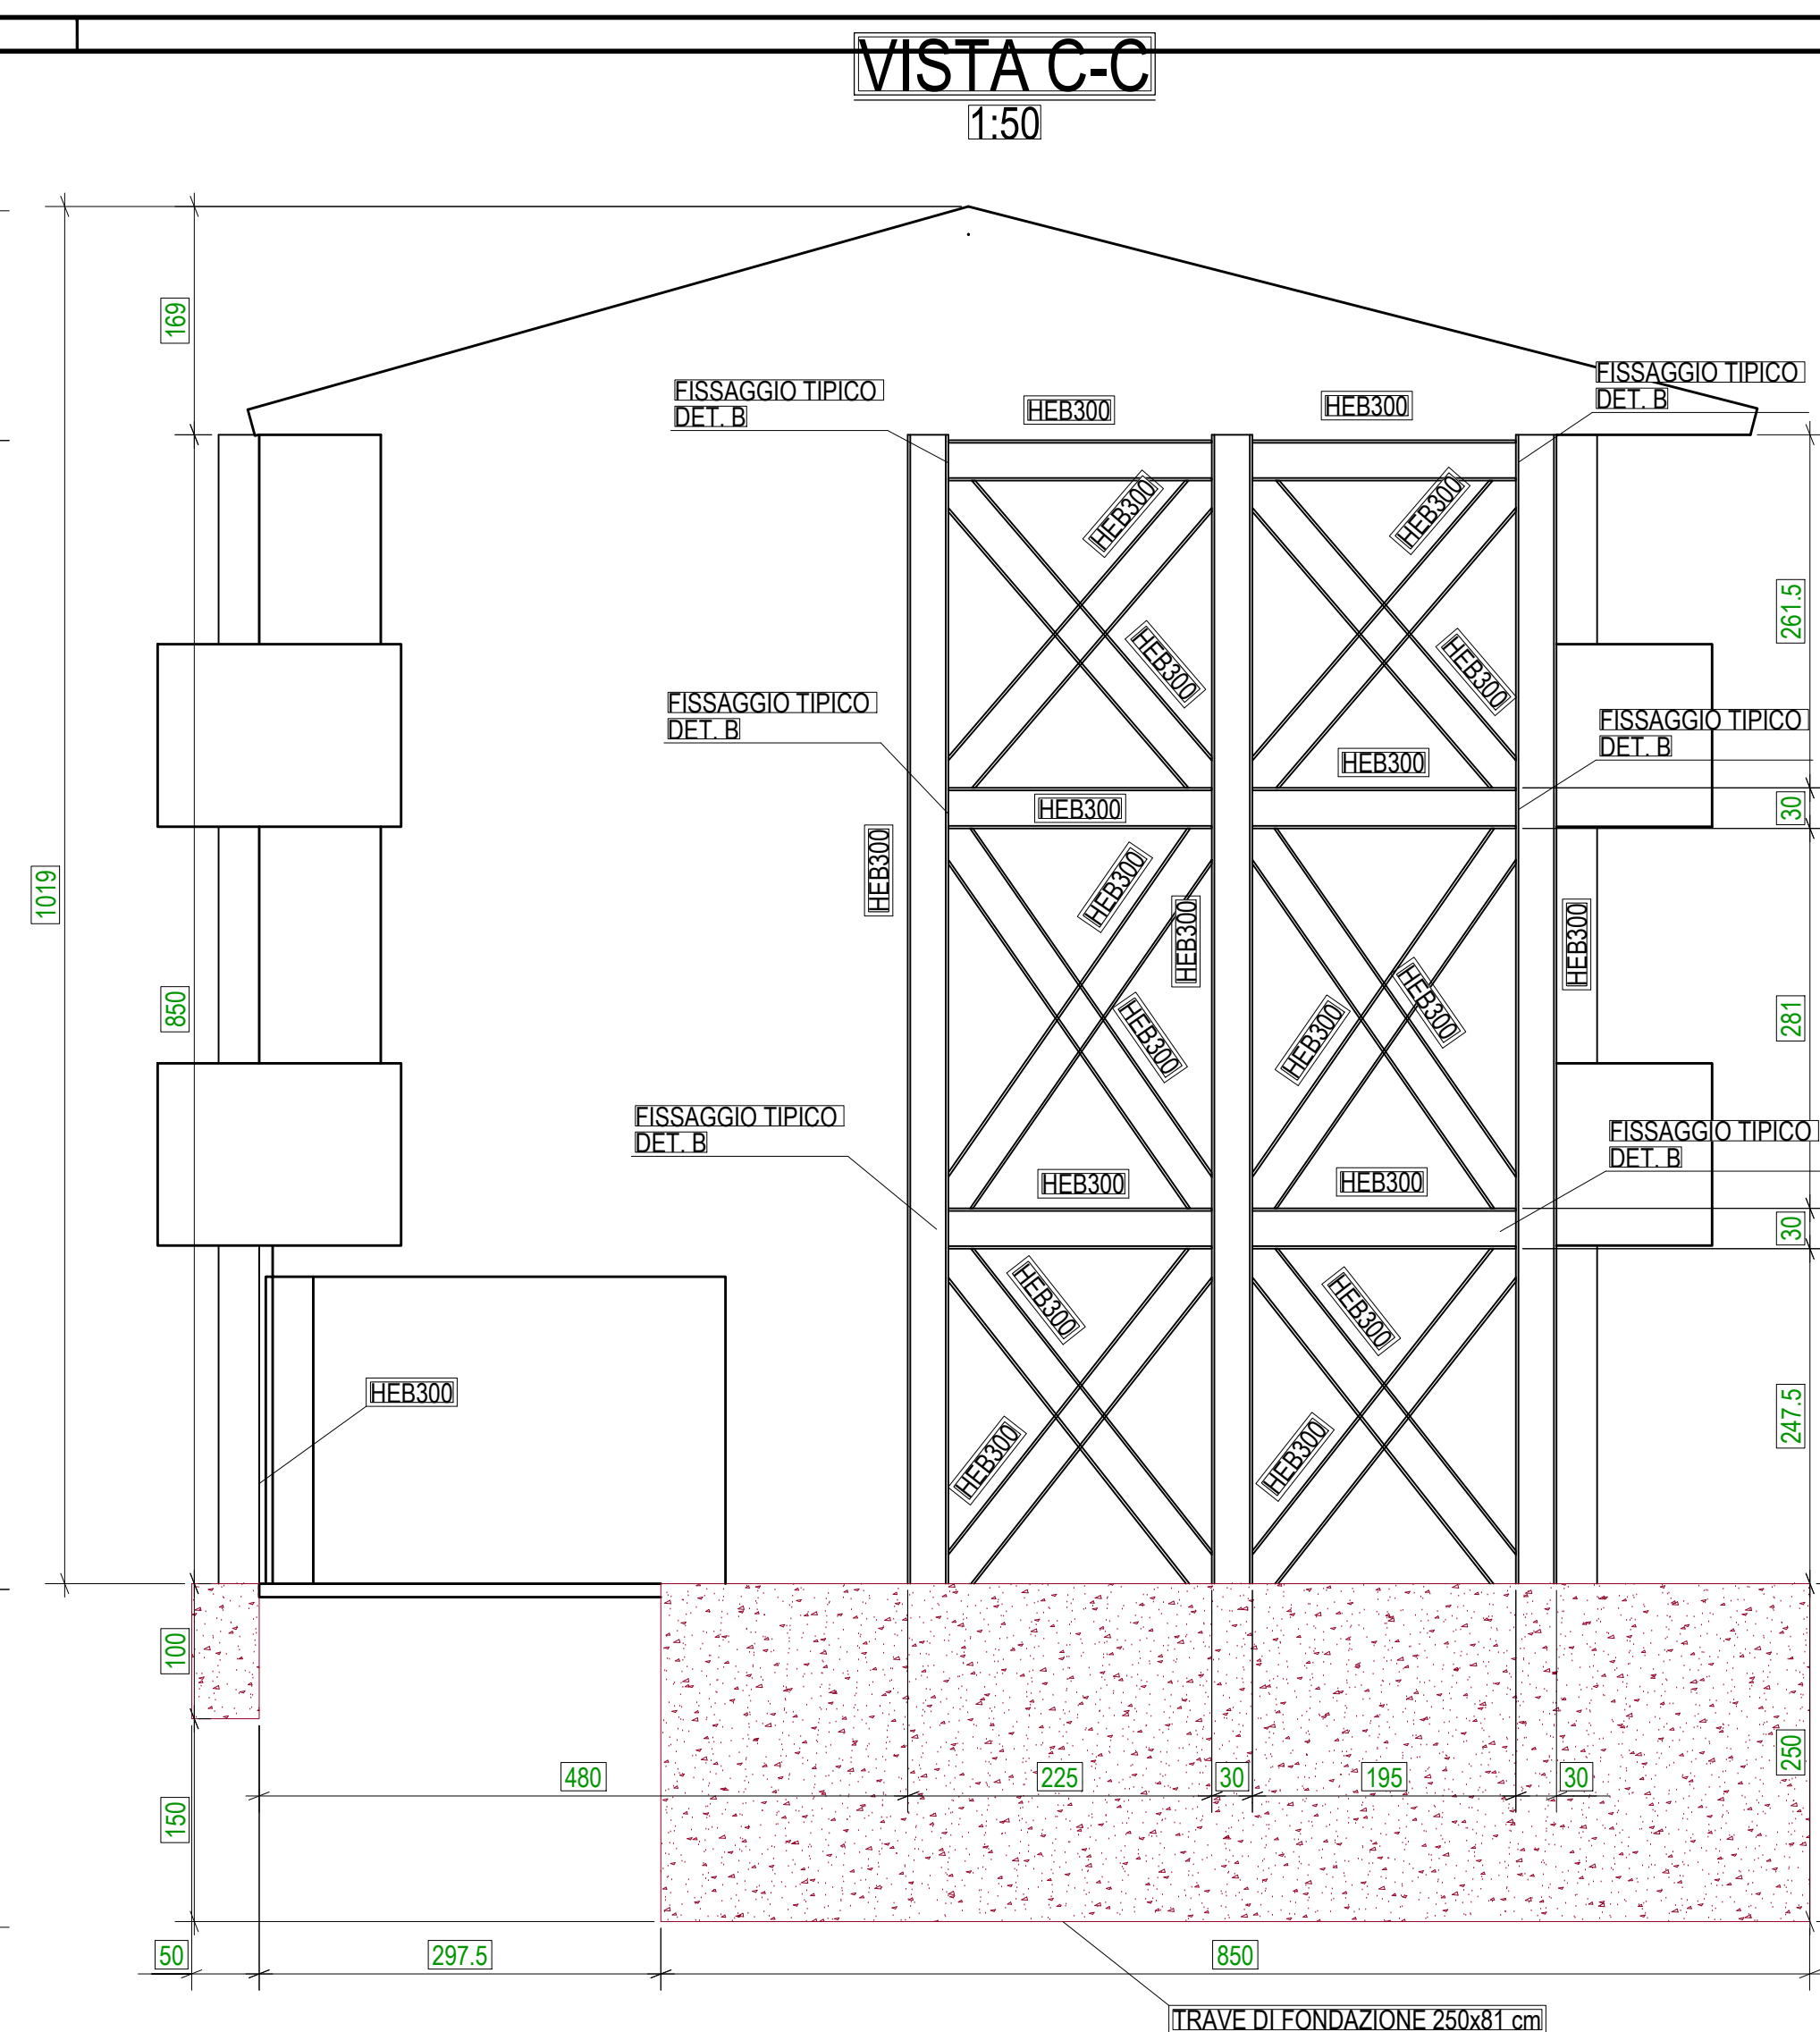 VISTA C-C
1:50
169
FISSAGGIO TIPICO
DET. B
HEB300
HEB300
FISSAGGIO TIPICO
DET. B
HEB300
HEB300
261.5
HEB300
HEB300
FISSAGGIO TIPICO
DET. B
FISSAGGIO TIPICO
DET. B
HEB300
HEB300
30
1019
HEB300
HEB300
HEB300
HEB300
850
HEB300
HEB300
HEB300
281
FISSAGGIO TIPICO
DET. B
FISSAGGIO TIPICO
DET. B
HEB300
HEB300
30
HEB300
HEB300
HEB300
247.5
HEB300
HEB300
100
250
480
225
30
195
30
150
50
297.5
850
TRAVE DI FONDAZIONE 250x81 cm